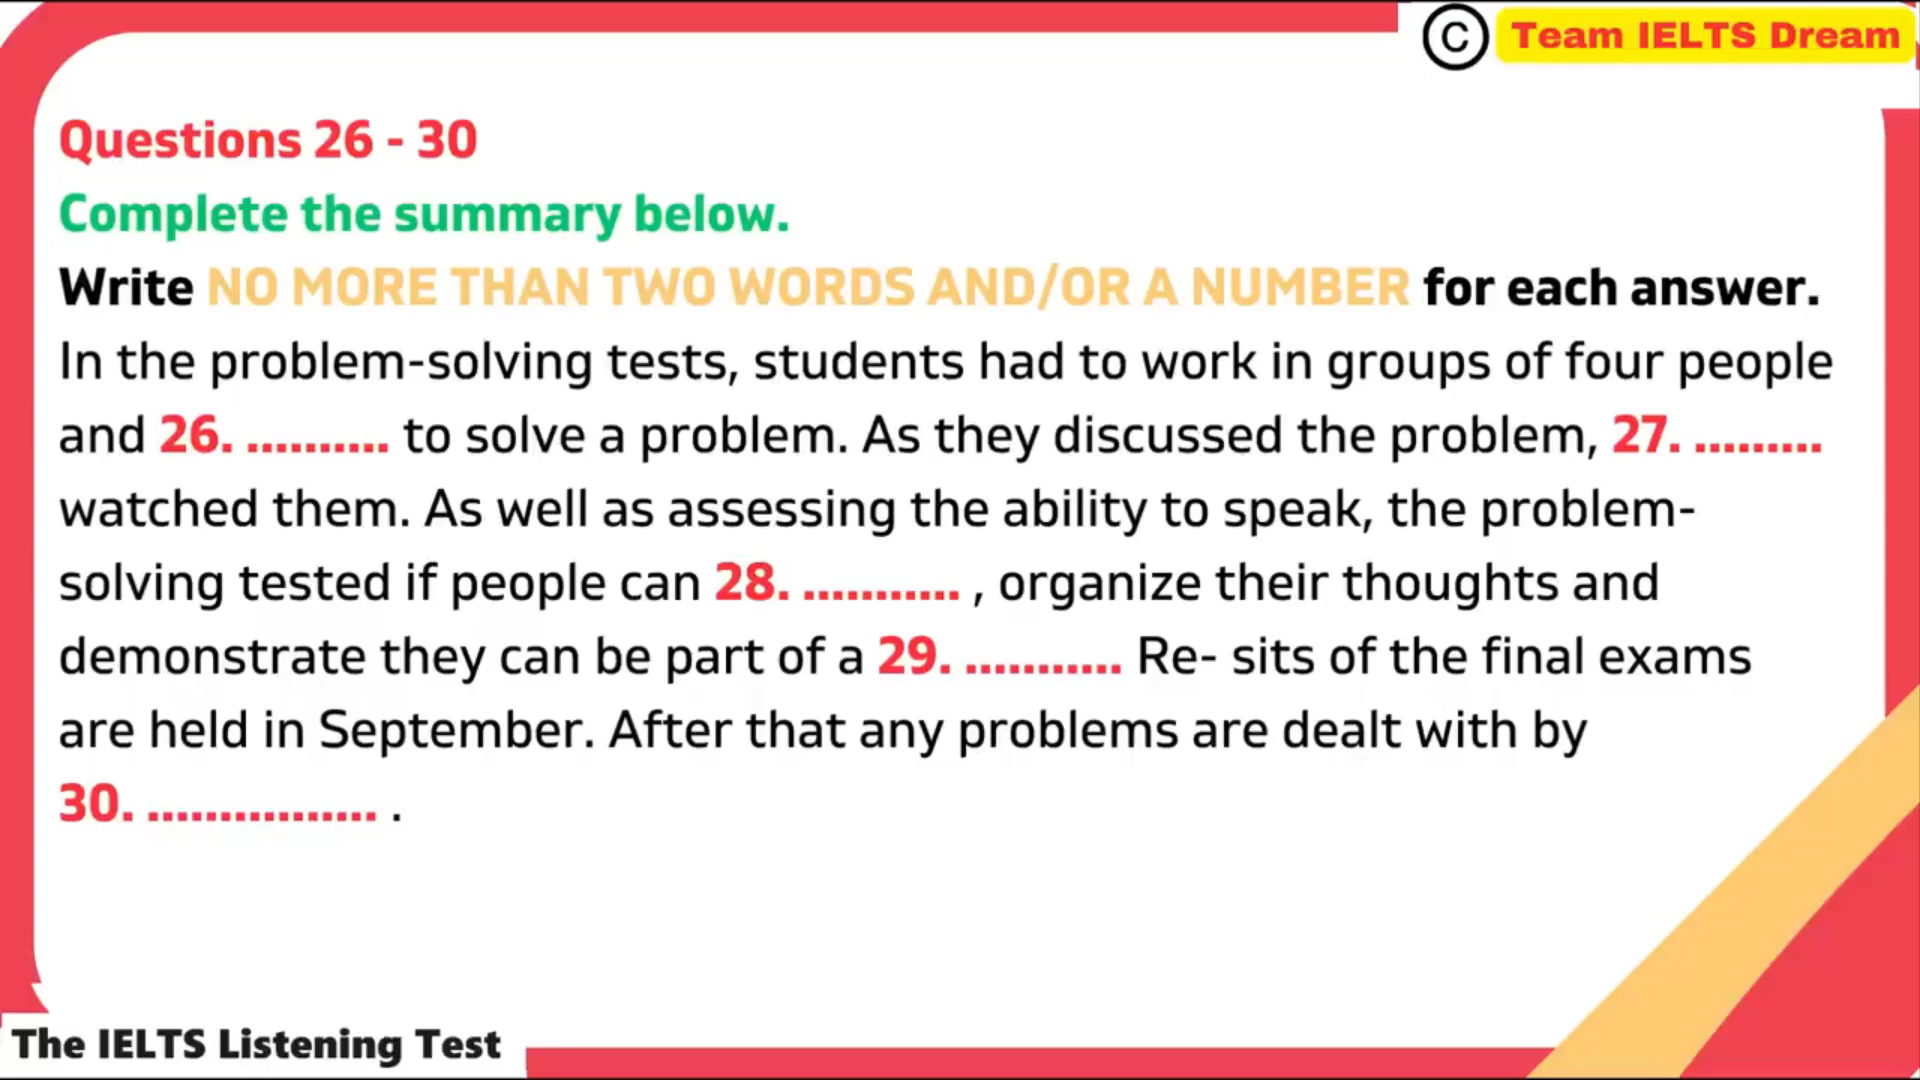 © Team IELTS Dream
Questions 26 - 30
Complete the summary below.
Write NO MORE THAN TWO WORDS AND/OR A NUMBER for each answer.
In the problem-solving tests, students had to work in groups of four people
and 26. .......... to solve a problem. As they discussed the problem, 27. .........
watched them. As well as assessing the ability to speak, the problem-
solving tested if people can 28. ........... , organize their thoughts and
demonstrate they can be part of a 29. ........... Re- sits of the final exams
are held in September. After that any problems are dealt with by
30. ................ .
The IELTS Listening Test